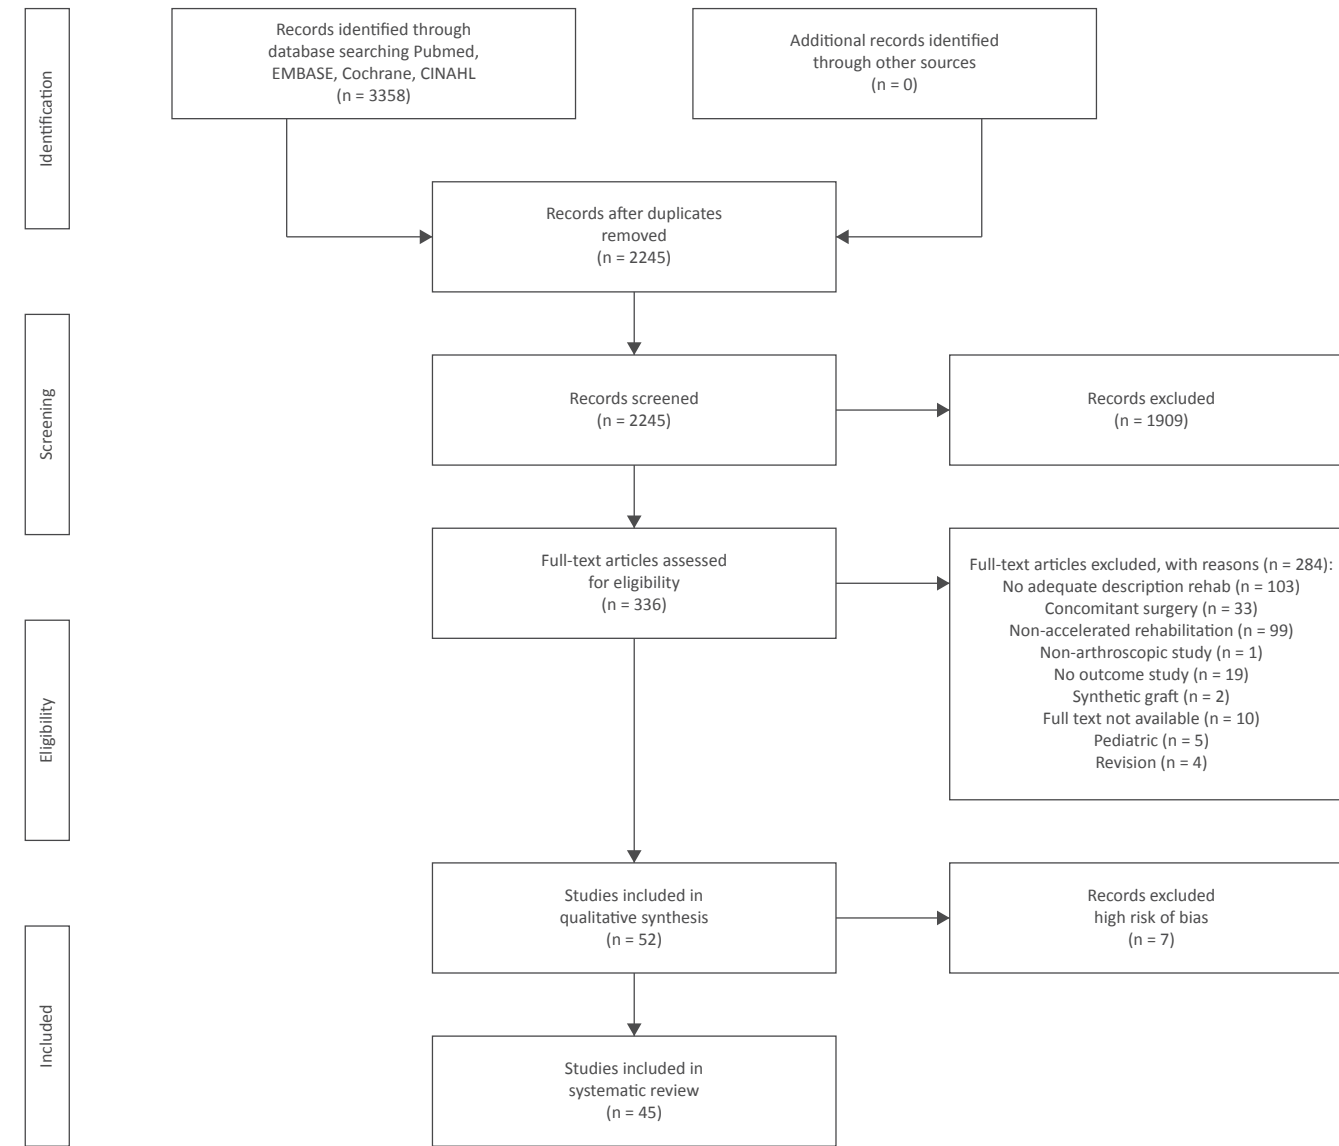 Identification
Records identified through
database searching Pubmed,
EMBASE, Cochrane, CINAHL
(n = 3358)
Additional records identified
through other sources
(n = 0)
Records after duplicates
removed
(n = 2245)
Screening
Records screened
(n = 2245)
Records excluded
(n = 1909)
Eligibility
Full-text articles assessed
for eligibility
(n = 336)
Full-text articles excluded, with reasons (n = 284):
No adequate description rehab (n = 103)
Concomitant surgery (n = 33)
Non-accelerated rehabilitation (n = 99)
Non-arthroscopic study (n = 1)
No outcome study (n = 19)
Synthetic graft (n = 2)
Full text not available (n = 10)
Pediatric (n = 5)
Revision (n = 4)
Included
Studies included in
qualitative synthesis
(n = 52)
Records excluded
high risk of bias
(n = 7)
Studies included in
systematic review
(n = 45)